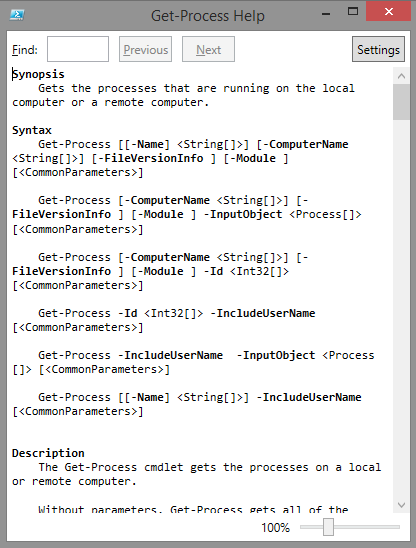 Get-Process Help
Find:
Previous
Next
Settings
Synopsis
Gets the processes that are running on the local
computer or a remote computer.
Syntax
Get-Process [[-Name] <String[]>] [-ComputerName
<String[]>] [-FileVersionInfo ] [-Module ]
[<CommonParameters>]
Get-Process [-ComputerName <String[]>] [-
FileVersionInfo ] [-Module ] -InputObject <Process[]>
[<CommonParameters>]
Get-Process [-ComputerName <String[]>] [-
FileVersionInfo ] [-Module ] -Id <Int32[]>
[<CommonParameters>]
Get-Process -Id <Int32[]> -IncludeUserName
[<CommonParameters>]
Get-Process -IncludeUserName  -InputObject <Process
[]> [<CommonParameters>]
Get-Process [[-Name] <String[]>] -IncludeUserName
[<CommonParameters>]
Description
The Get-Process cmdlet gets the processes on a local
or remote computer.
Without parameters, Get-Process gets all of the
100%